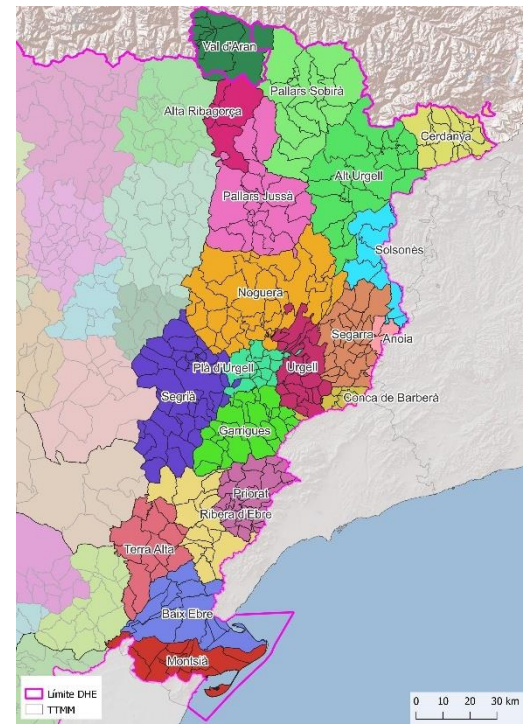 Val d'Aran
Pallars Sobirà
Alta Ribagorça
Cerdanya
Alt Urgell
Pallars Jussà
Solsonès
Noguera
Segarra
Anoia
Plà d'Urgell
Urgell
Segrià
Conca de Barberà
Garrigues
Priorat
Ribera d'Ebre
Terra Alta
Baix Ebre
Montsià
Límite DHE
TTMM
0 10 20 30 km